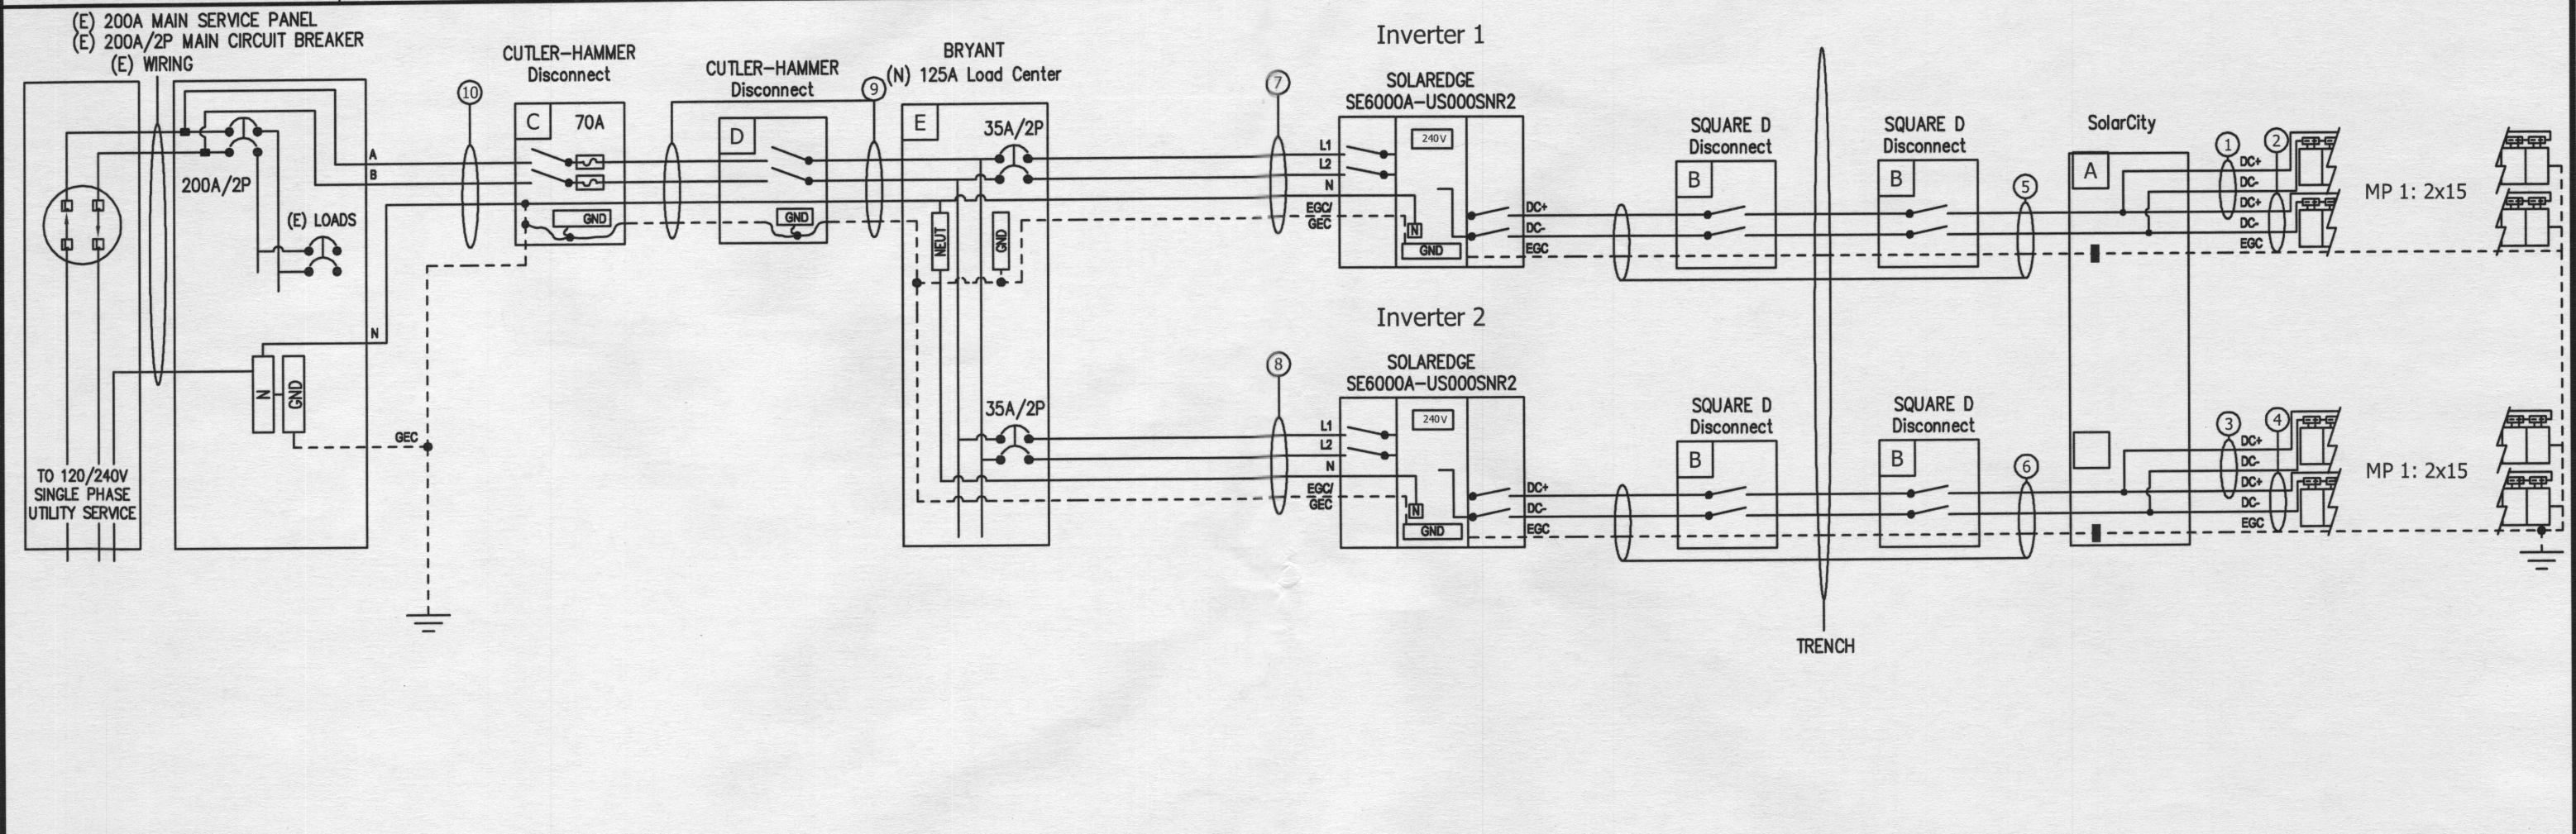 (E) 200A MAIN SERVICE PANEL
(E) 200A/2P MAIN CIRCUIT BREAKER
(E) WIRING
200A/2P
(E) LOADS
A
B
N
N
GND
GEC
TO 120/240V
SINGLE PHASE
UTILITY SERVICE
10
CUTLER-HAMMER
Disconnect
C
70A
GND
CUTLER-HAMMER
Disconnect
D
GND
9
BRYANT
(N) 125A Load Center
E
35A/2P
NEUT
GND
35A/2P
7
Inverter 1
SOLAREDGE
SE6000A-US000SNR2
240V
L1
L2
N
EGC/
GEC
N
GND
DC+
DC-
EGC
SQUARE D
Disconnect
B
SQUARE D
Disconnect
B
5
SolarCity
A
1
2
DC+
DC-
DC+
DC-
EGC
MP 1: 2x15
8
Inverter 2
SOLAREDGE
SE6000A-US000SNR2
240V
L1
L2
N
EGC/
GEC
N
GND
DC+
DC-
EGC
SQUARE D
Disconnect
B
SQUARE D
Disconnect
B
6
3
4
DC+
DC-
DC+
DC-
EGC
MP 1: 2x15
TRENCH